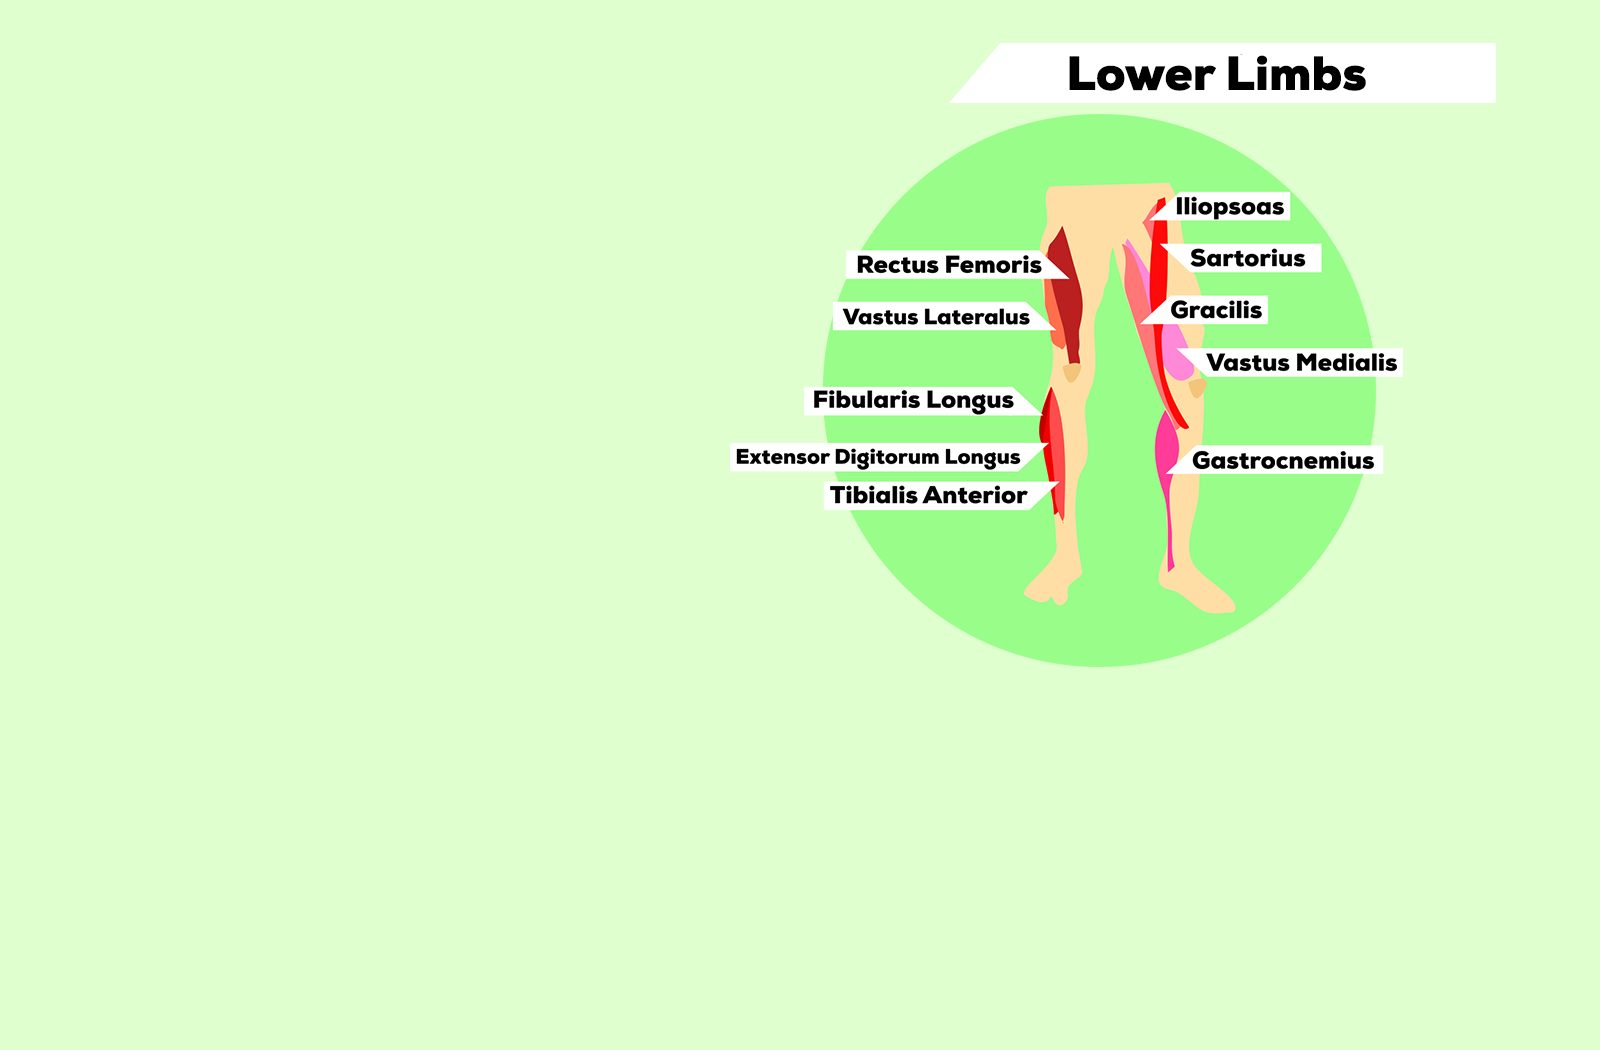 Lower Limbs
Iliopsoas
Rectus Femoris
Sartorius
Vastus Lateralus
Gracilis
Vastus Medialis
Fibularis Longus
Extensor Digitorum Longus
Gastrocnemius
Tibialis Anterior